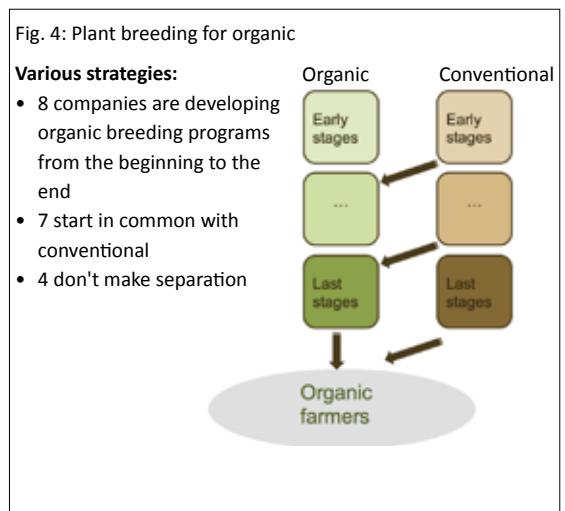 Fig. 4: Plant breeding for organic
Various strategies:
• 8 companies are developing
organic breeding programs
from the beginning to the
end
• 7 start in common with
conventional
• 4 don't make separation
Organic
Conventional
Early
stages
Early
stages
...
...
Last
stages
Last
stages
Organic
farmers